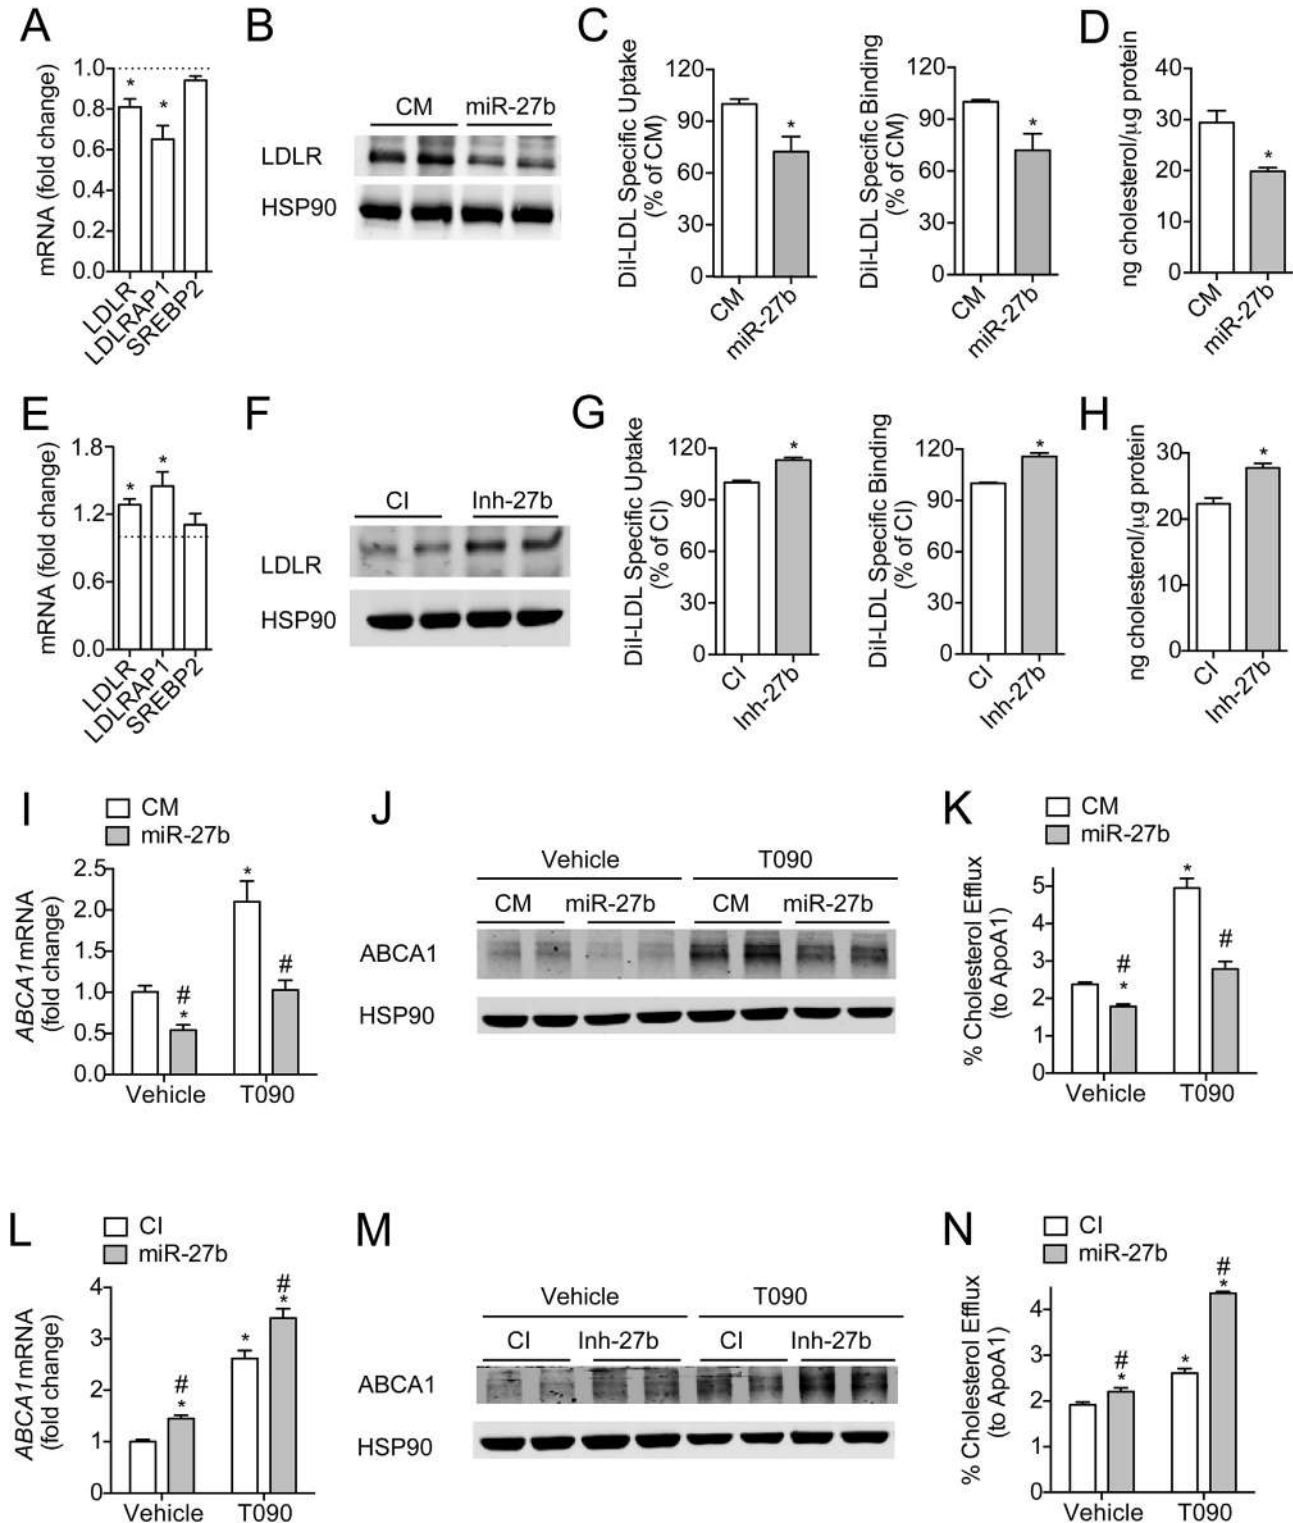 A
mRNA (fold change)
1.0
0.8
0.6
0.4
0.2
0.0
*
*
LDLR
LDLRAP1
SREBP2
B
CM
miR-27b
LDLR
HSP90
C
DiI-LDL Specific Uptake
(% of CM)
120
90
60
30
0
*
CM
miR-27b
DiI-LDL Specific Binding
(% of CM)
120
90
60
30
0
*
CM
miR-27b
D
ng cholesterol/μg protein
40
30
20
10
0
*
CM
miR-27b
E
mRNA (fold change)
1.8
1.2
0.6
0.0
*
*
LDLR
LDLRAP1
SREBP2
F
CI
Inh-27b
LDLR
HSP90
G
DiI-LDL Specific Uptake
(% of CI)
120
90
60
30
0
*
CI
Inh-27b
DiI-LDL Specific Binding
(% of CI)
120
90
60
30
0
*
CI
Inh-27b
H
ng cholesterol/μg protein
30
20
10
0
*
CI
Inh-27b
I
CM
miR-27b
ABCA1mRNA
(fold change)
2.5
2.0
1.5
1.0
0.5
0.0
#
*
*
#
Vehicle
T090
J
Vehicle
T090
CM
miR-27b
CM
miR-27b
ABCA1
HSP90
K
CM
miR-27b
% Cholesterol Efflux
(to ApoA1)
5
4
3
2
1
0
#
*
*
#
Vehicle
T090
L
CI
miR-27b
ABCA1mRNA
(fold change)
4
3
2
1
0
#
*
*
#
*
Vehicle
T090
M
Vehicle
T090
CI
Inh-27b
CI
Inh-27b
ABCA1
HSP90
N
CI
miR-27b
% Cholesterol Efflux
(to ApoA1)
4
3
2
1
0
#
*
*
#
*
Vehicle
T090